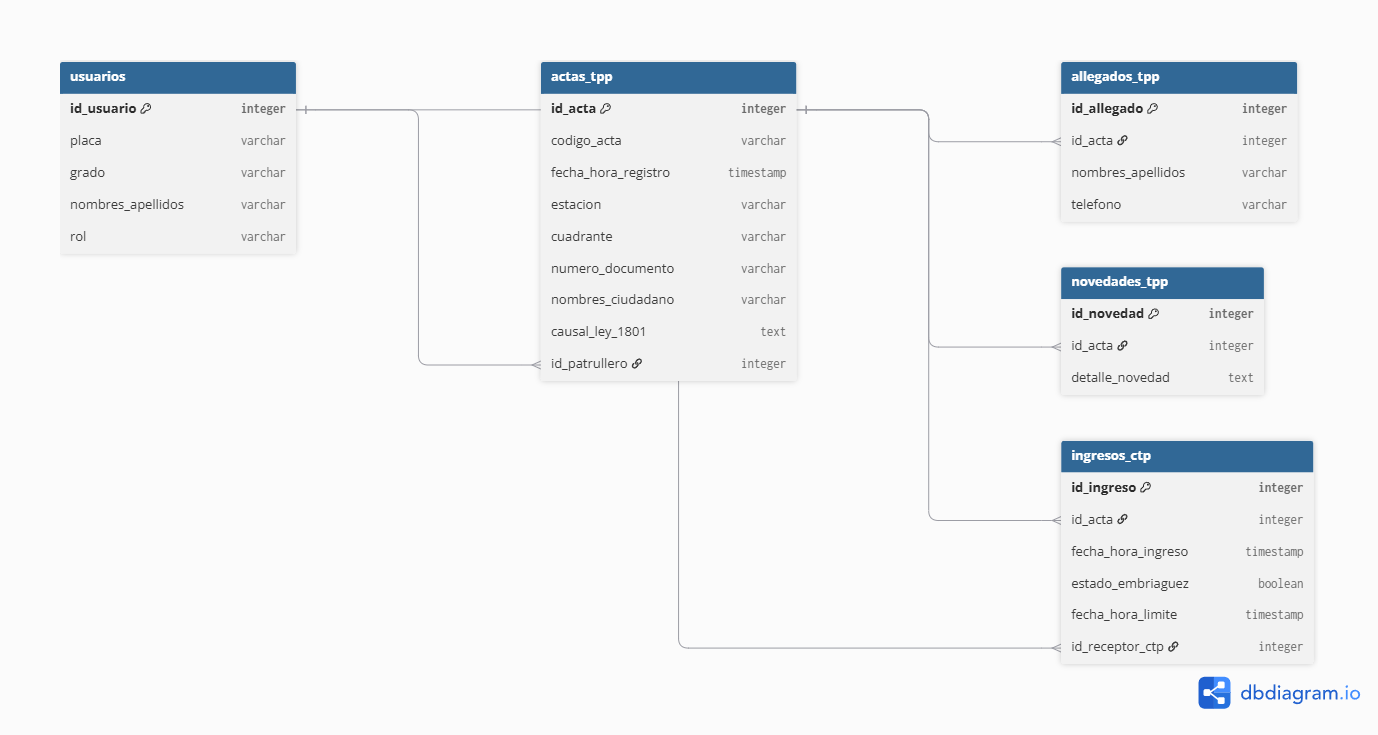 usuarios
id_usuario integer
placa varchar
grado varchar
nombres_apellidos varchar
rol varchar
actas_tpp
id_acta integer
codigo_acta varchar
fecha_hora_registro timestamp
estacion varchar
cuadrante varchar
numero_documento varchar
nombres_ciudadano varchar
causal_ley_1801 text
id_patrullero integer
allegados_tpp
id_allegado integer
id_acta integer
nombres_apellidos varchar
telefono varchar
novedades_tpp
id_novedad integer
id_acta integer
detalle_novedad text
ingresos_ctp
id_ingreso integer
id_acta integer
fecha_hora_ingreso timestamp
estado_embriaguez boolean
fecha_hora_limite timestamp
id_receptor_ctp integer
dbdiagram.io